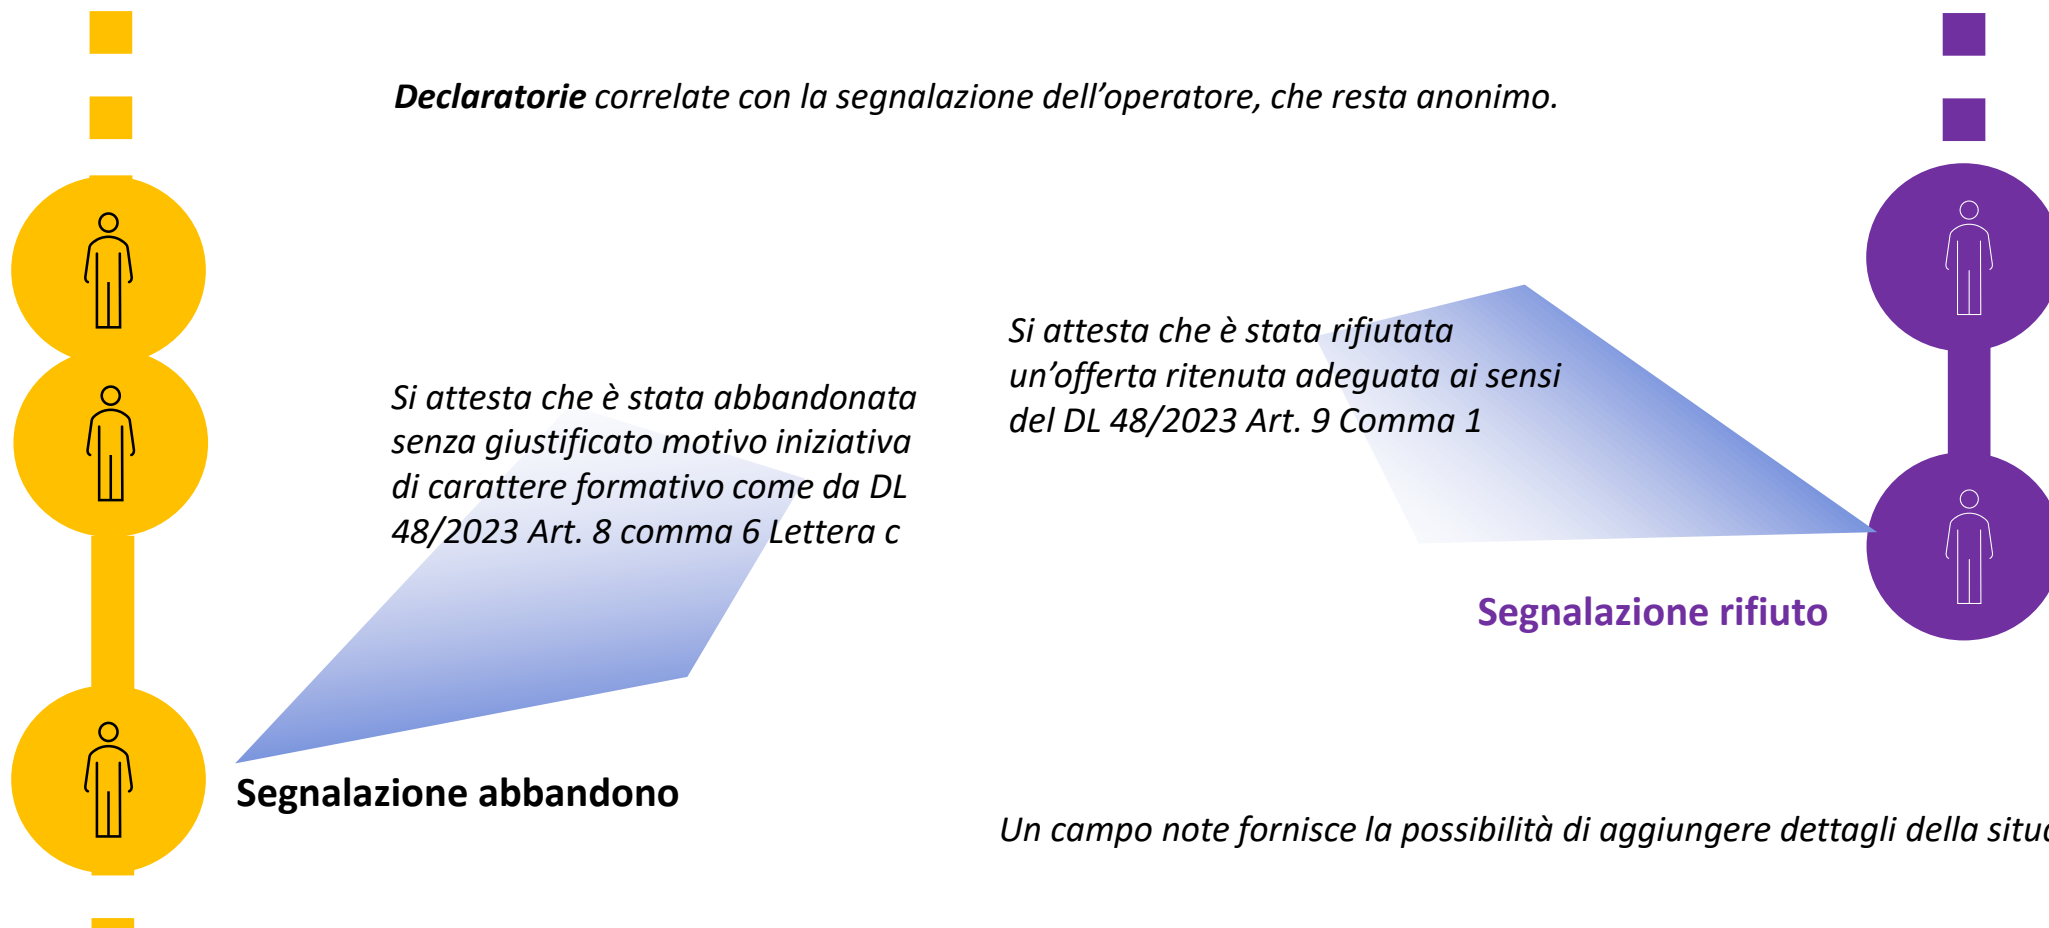 Declaratorie correlate con la segnalazione dell’operatore, che resta anonimo.
Si attesta che è stata abbandonata
senza giustificato motivo iniziativa
di carattere formativo come da DL
48/2023 Art. 8 comma 6 Lettera c
Segnalazione abbandono
Si attesta che è stata rifiutata
un’offerta ritenuta adeguata ai sensi
del DL 48/2023 Art. 9 Comma 1
Segnalazione rifiuto
Un campo note fornisce la possibilità di aggiungere dettagli della